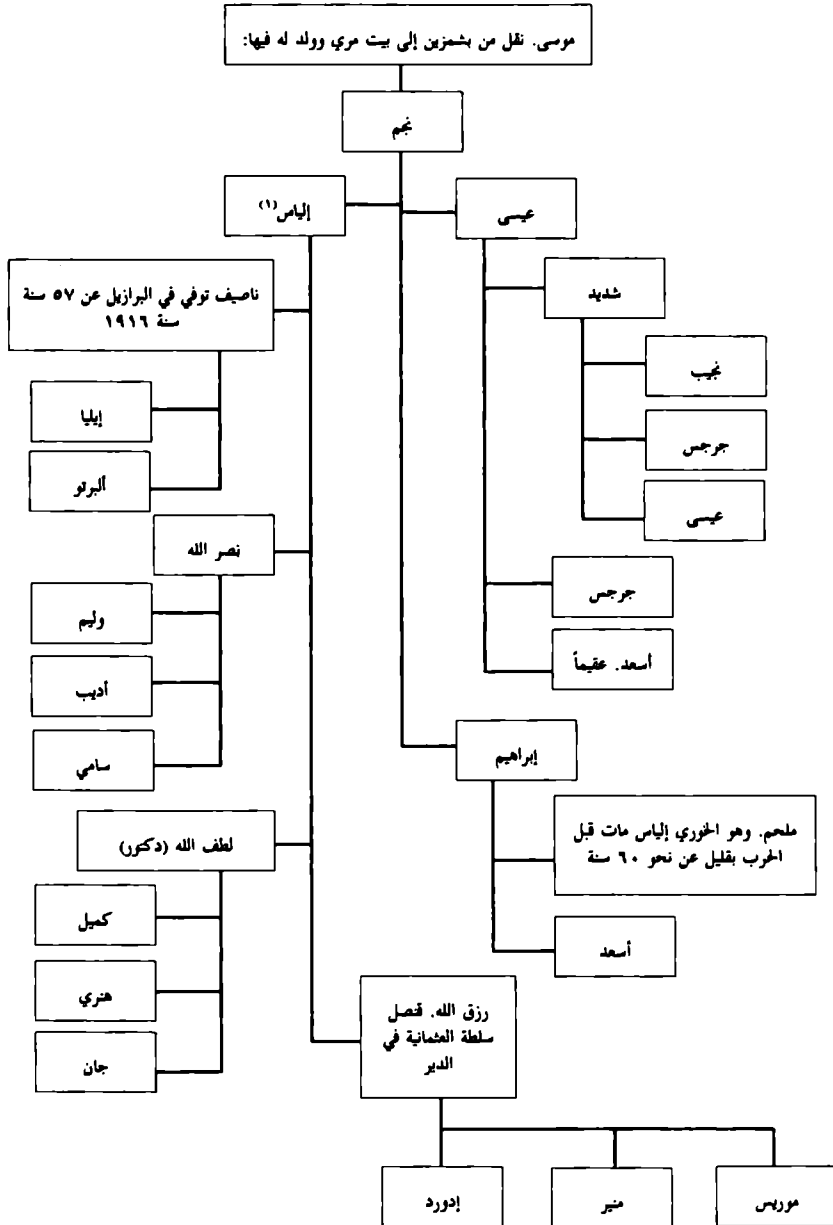 موسى. نقل من بشمزين إلى بيت مري وولد له فيها:
نجم
عيسى
إلياس(١)
شديد
ناصيف توفي في البرازيل عن ٥٧ سنة
سنة ١٩١٦
نجيب
إيليا
جرجس
ألبرتو
عيسى
نصر الله
جرجس
وليم
أسعد. عقيماً
أديب
إبراهيم
سامي
ملحم. وهو الخوري إلياس مات قبل
الحرب بقليل عن نحو ٦٠ سنة
لطف الله (دكتور)
كميل
أسعد
هنري
رزق الله. قنصل
سلطة العثمانية في
الدير
جان
موريس
منير
إدورد